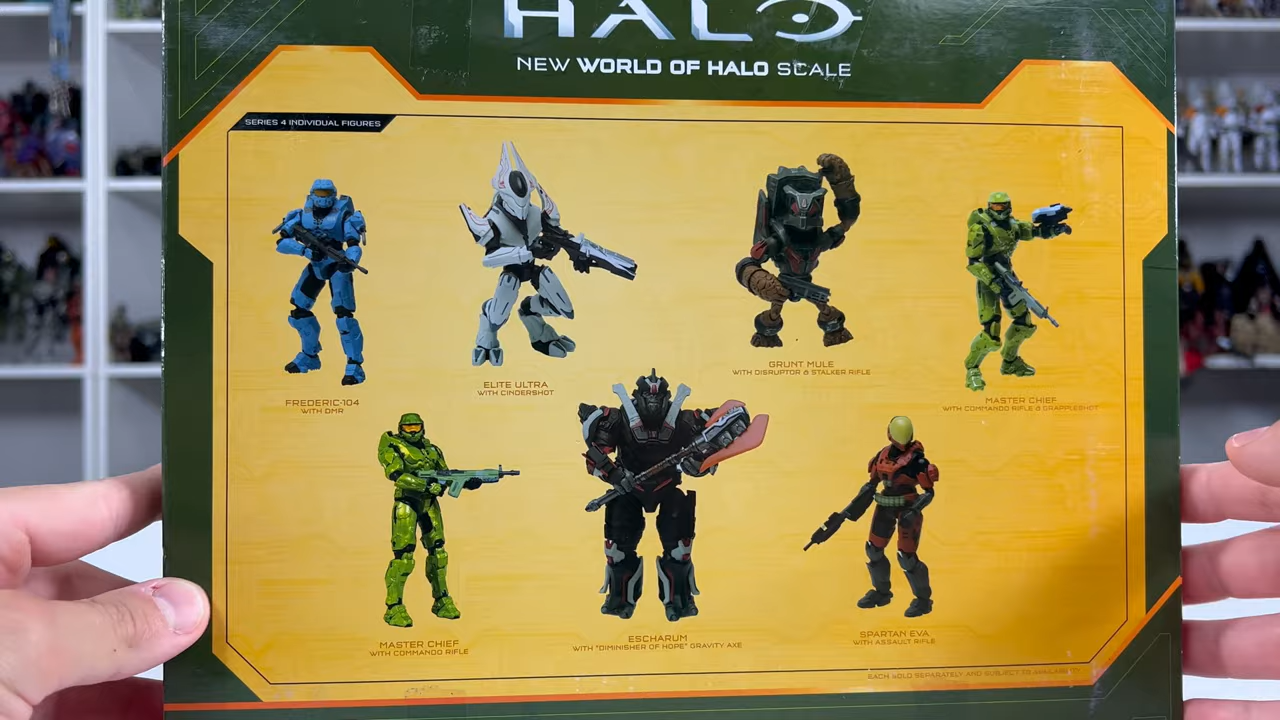 HALO
NEW WORLD OF HALO SCALE
SERIES 4 INDIVIDUAL FIGURES
FREDERIC-104
WITH DMR
ELITE ULTRA
WITH CINDERSHOT
GRUNT MULE
WITH DISRUPTOR & STALKER RIFLE
MASTER CHIEF
WITH COMMANDO RIFLE & GRAPPLESHOT
MASTER CHIEF
WITH COMMANDO RIFLE
ESCHARUM
WITH "DIMINISHER OF HOPE" GRAVITY AXE
SPARTAN EVA
WITH ASSAULT RIFLE
EACH SOLD SEPARATELY AND SUBJECT TO AVAILABILITY